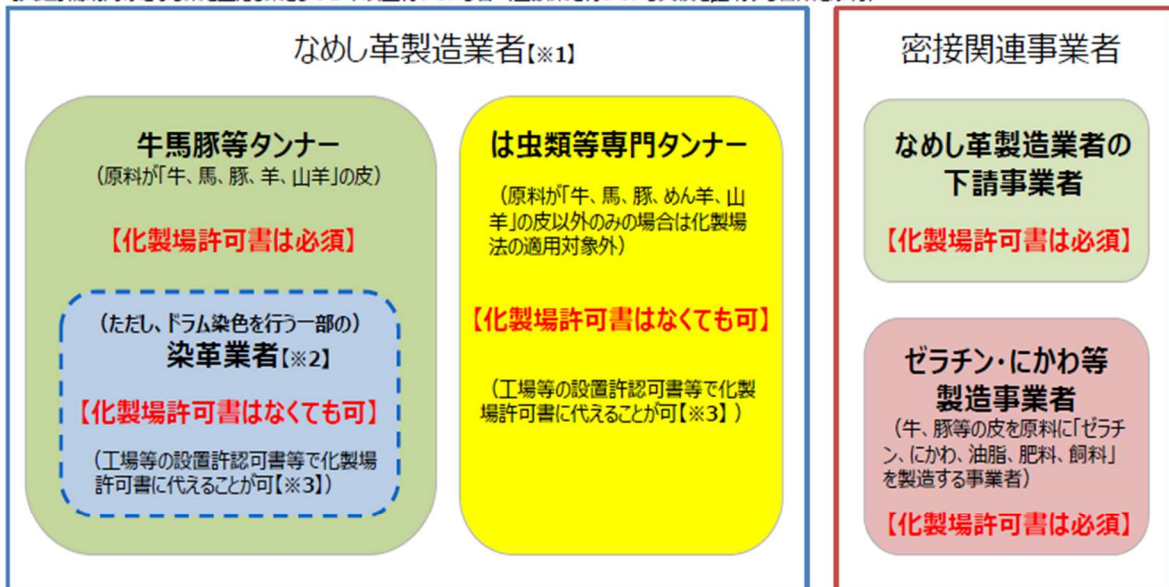 なめし革製造業者【※1】
牛馬豚等タンナー
(原料が「牛、馬、豚、羊、山羊」の皮)
【化製場許可書は必須】
(ただし、ドラム染色を行う一部の)
染革業者【※2】
【化製場許可書はなくても可】
(工場等の設置許認可書等で化製場
許可書に代えることが可【※3】)
は虫類等専門タンナー
(原料が「牛、馬、豚、めん羊、山
羊」の皮以外のみの場合は化製場
法の適用対象外)
【化製場許可書はなくても可】
(工場等の設置許認可書等で化製
場許可書に代えることが可【※3】)
密接関連事業者
なめし革製造業者の
下請事業者
【化製場許可書は必須】
ゼラチン・にかわ等
製造事業者
(牛、豚等の皮を原料に「ゼラチ
ン、にかわ、油脂、肥料、飼料」
を製造する事業者)
【化製場許可書は必須】